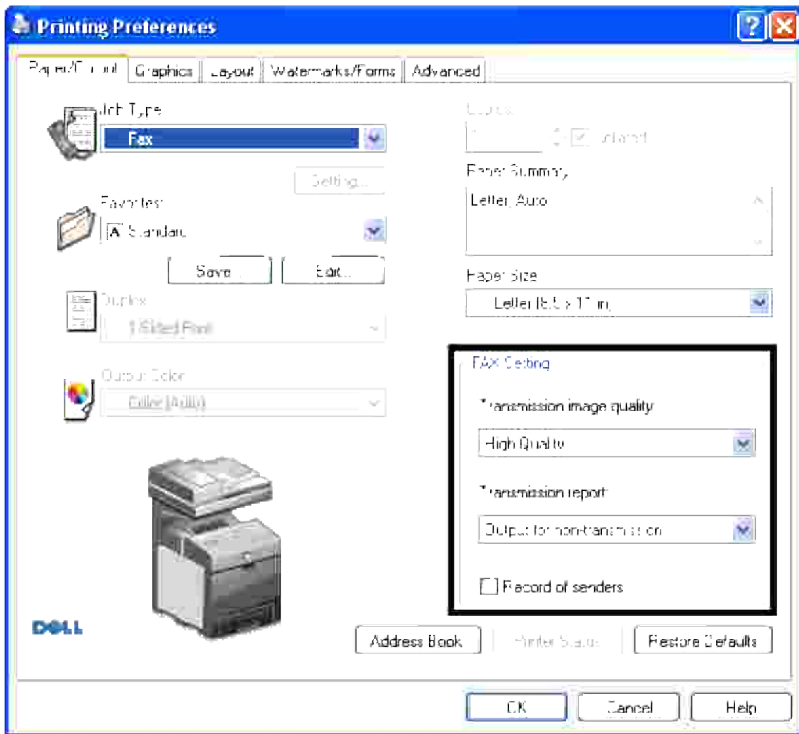 Printing Preferences
Paper/Output Graphics Layout Watermarks/Forms Advanced
Job Type:
Fax
Setting...
Favorites:
Standard
Save... Edit...
Duplex
1 Sided Print
Output Color
Color (Auto)
DELL
Copies:
Collated
Paper Summary:
Letter, Auto
Paper Size
Letter (8.5 x 11 in)
FAX Setting
Transmission image quality:
High Quality
Transmission report:
Output for non-transmission
Record of senders
Address Book Printer Status Restore Defaults
OK Cancel Help